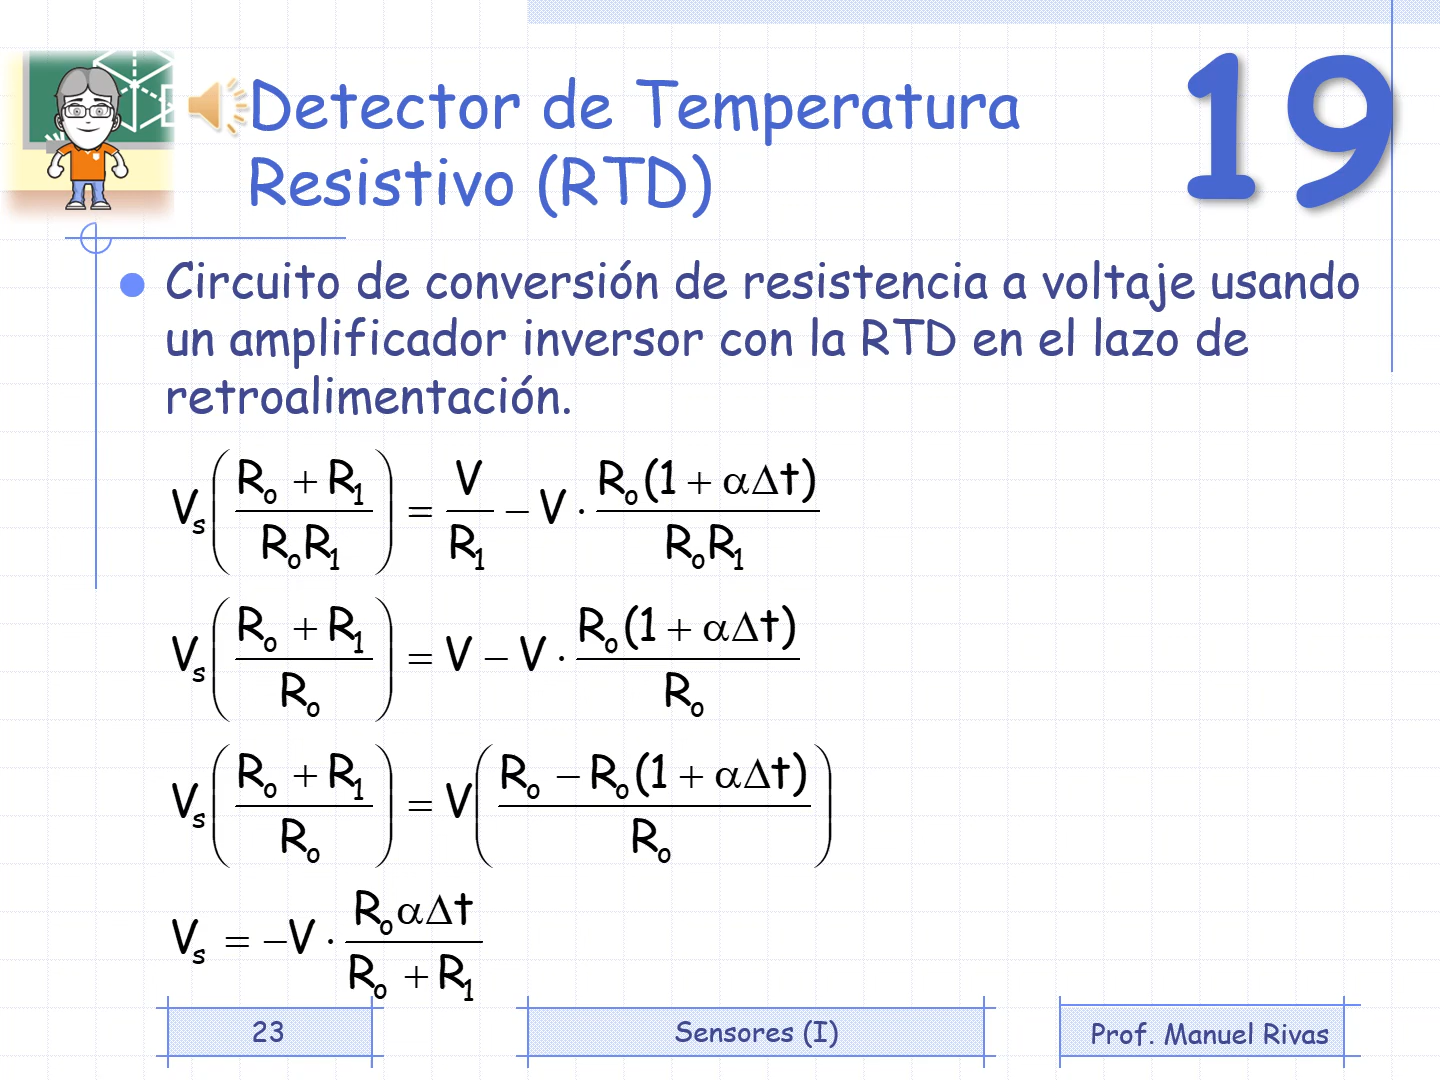 Detector de Temperatura
Resistivo (RTD)
19
Circuito de conversión de resistencia a voltaje usando
un amplificador inversor con la RTD en el lazo de
retroalimentación.
Vs((Ro + R1)/(RoR1)) = V/R1 − V · Ro(1 + αΔt)/(RoR1)
Vs((Ro + R1)/Ro) = V − V · Ro(1 + αΔt)/Ro
Vs((Ro + R1)/Ro) = V((Ro − Ro(1 + αΔt))/Ro)
Vs = −V · RoαΔt/(Ro + R1)
23
Sensores (I)
Prof. Manuel Rivas